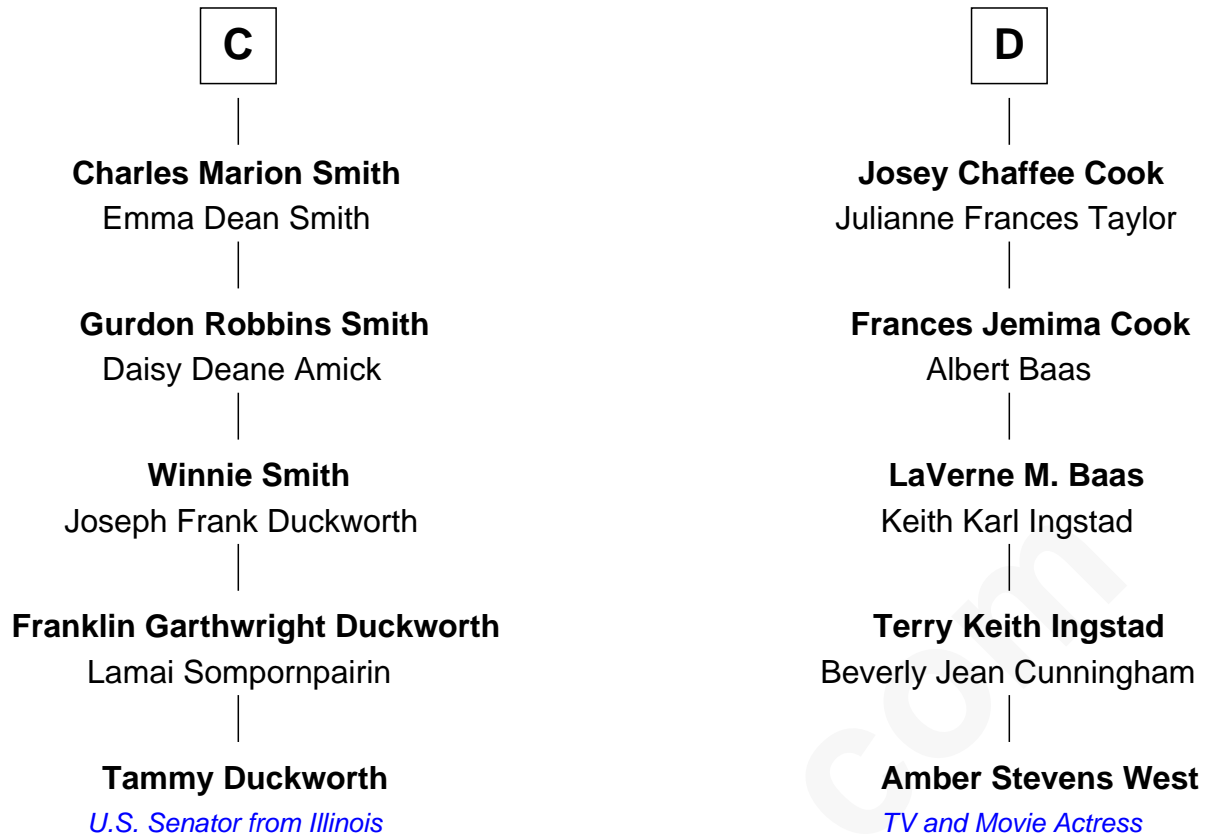 C
Charles Marion Smith
Emma Dean Smith
Gurdon Robbins Smith
Daisy Deane Amick
Winnie Smith
Joseph Frank Duckworth
Franklin Garthwright Duckworth
Lamai Sompornpairin
Tammy Duckworth
U.S. Senator from Illinois
D
Josey Chaffee Cook
Julianne Frances Taylor
Frances Jemima Cook
Albert Baas
LaVerne M. Baas
Keith Karl Ingstad
Terry Keith Ingstad
Beverly Jean Cunningham
Amber Stevens West
TV and Movie Actress
com